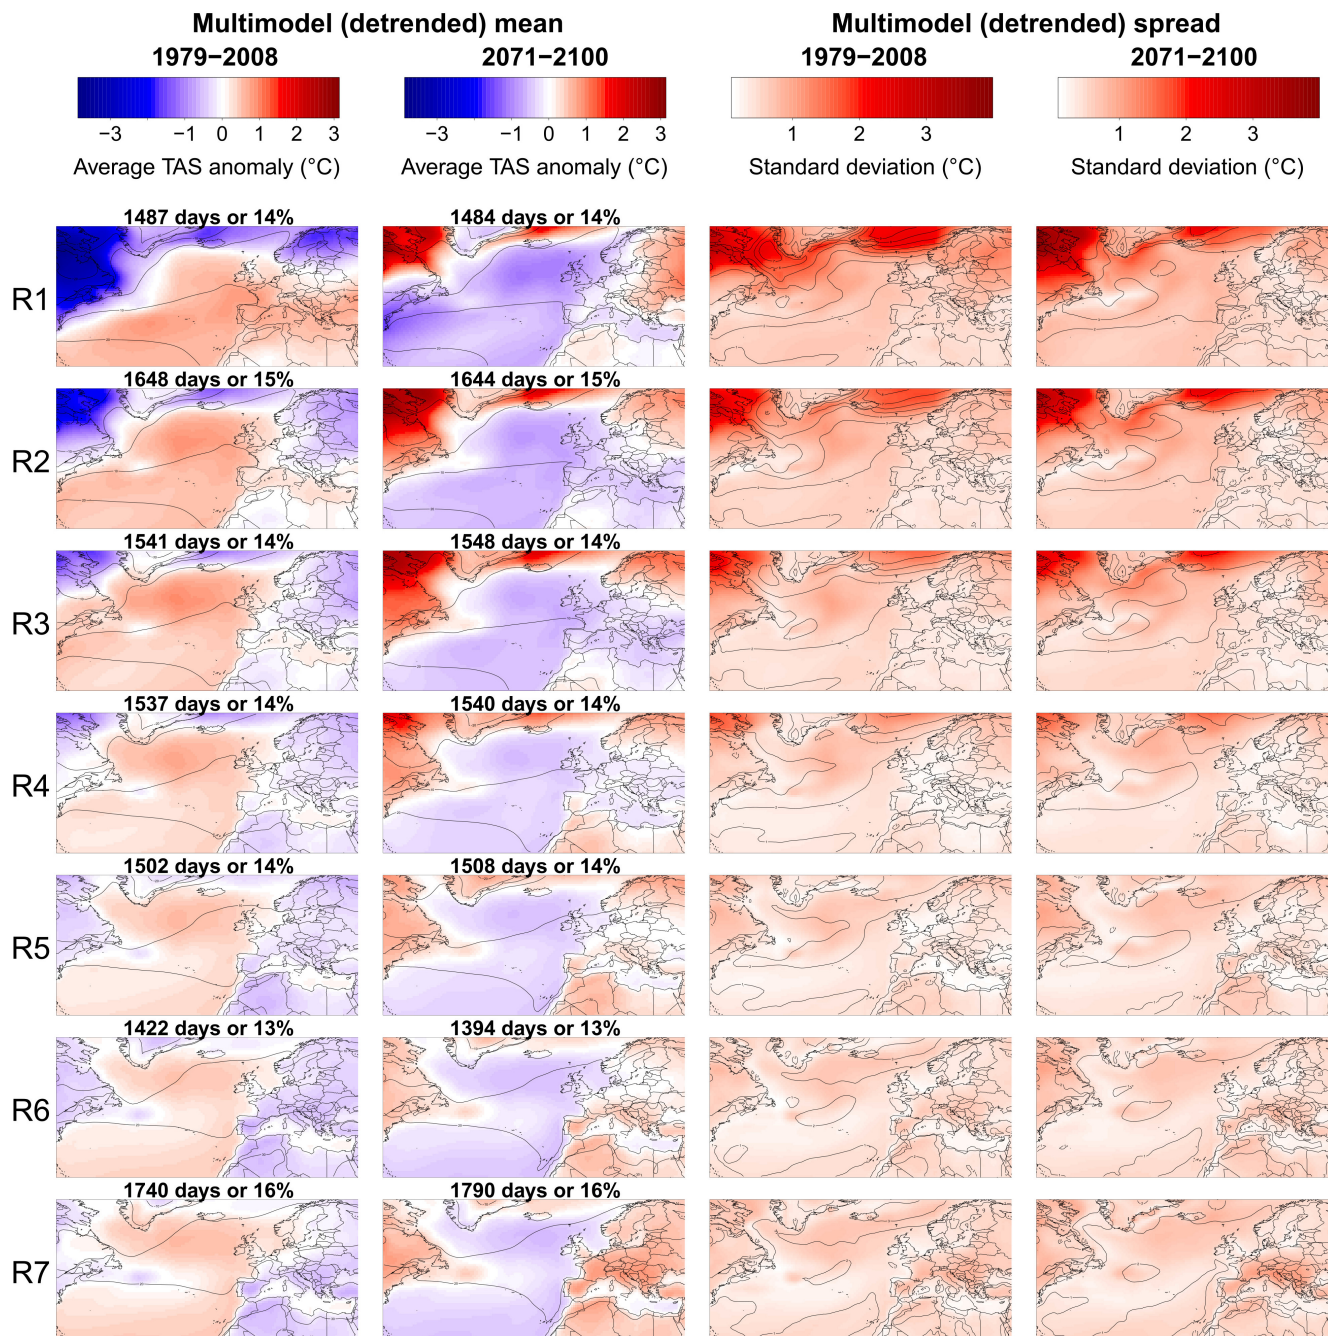 Multimodel (detrended) mean
Multimodel (detrended) spread
1979−2008
2071−2100
1979−2008
2071−2100
−3 −1 0 1 2 3
−3 −1 0 1 2 3
1 2 3
1 2 3
Average TAS anomaly (°C)
Average TAS anomaly (°C)
Standard deviation (°C)
Standard deviation (°C)
1487 days or 14%
1484 days or 14%
R1
1648 days or 15%
1644 days or 15%
R2
1541 days or 14%
1548 days or 14%
R3
1537 days or 14%
1540 days or 14%
R4
1502 days or 14%
1508 days or 14%
R5
1422 days or 13%
1394 days or 13%
R6
1740 days or 16%
1790 days or 16%
R7